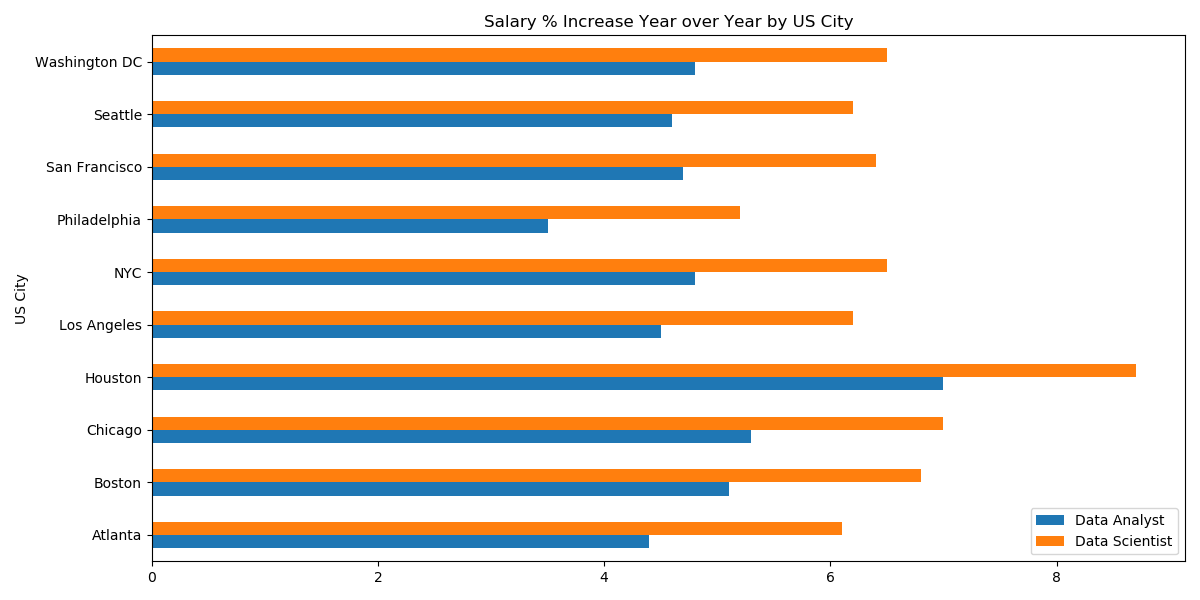 Salary % Increase Year over Year by US City
US City
Washington DC
Seattle
San Francisco
Philadelphia
NYC
Los Angeles
Houston
Chicago
Boston
Atlanta
Data Analyst
Data Scientist
0 2 4 6 8